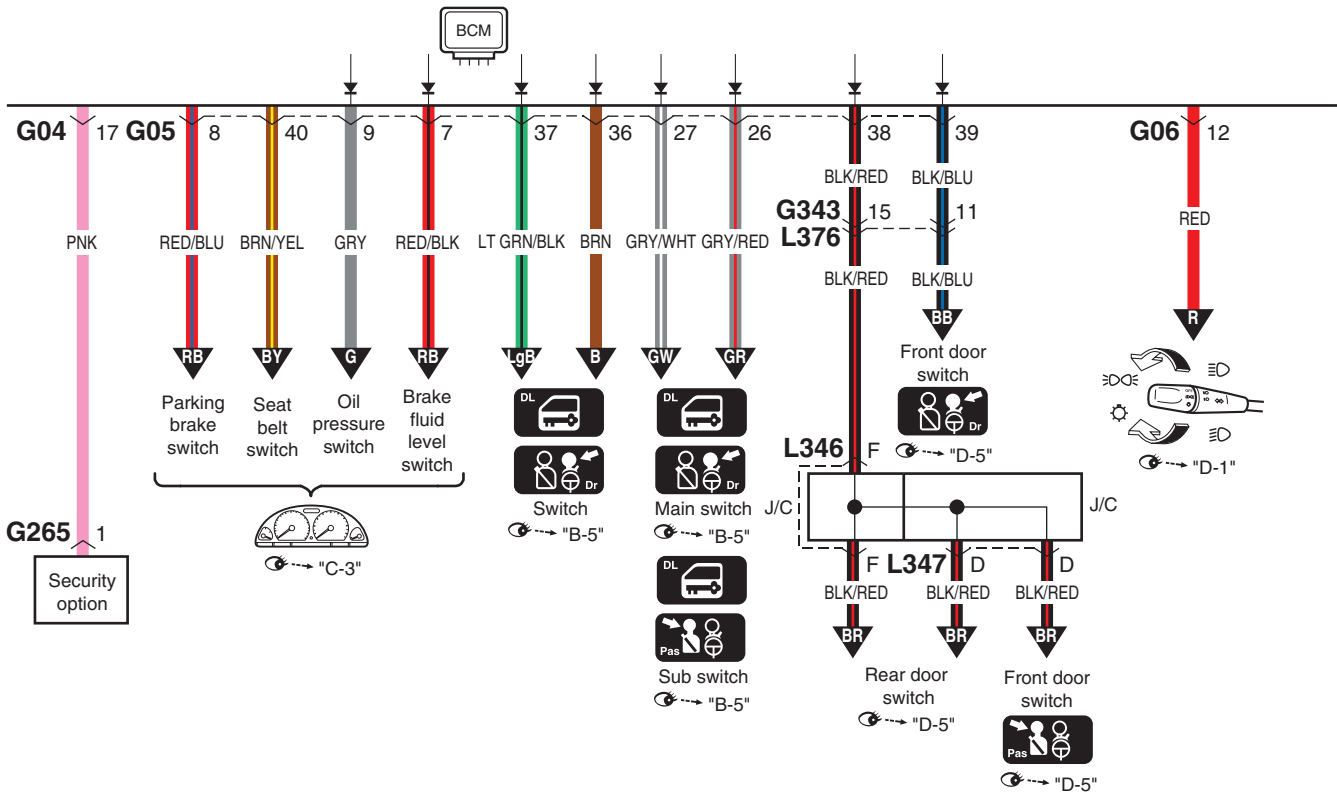 BCM
G04
17
G05
8
40
9
7
37
36
27
26
38
39
G06
12
BLK/RED
BLK/BLU
G343
15
11
L376
PNK
RED/BLU
BRN/YEL
GRY
RED/BLK
LT GRN/BLK
BRN
GRY/WHT
GRY/RED
RED
BLK/RED
BLK/BLU
BB
R
RB
BY
G
RB
LgB
B
GW
GR
Parking
brake
switch
Seat
belt
switch
Oil
pressure
switch
Brake
fluid
level
switch
DL
Dr
Switch
"B-5"
DL
Dr
Main switch
"B-5"
DL
Pas
Sub switch
"B-5"
Front door
switch
Dr
"D-5"
"D-1"
"C-3"
L346
F
J/C
J/C
F
L347
D
D
BLK/RED
BLK/RED
BLK/RED
BR
BR
BR
Rear door
switch
"D-5"
Front door
switch
Pas
"D-5"
G265
1
Security
option